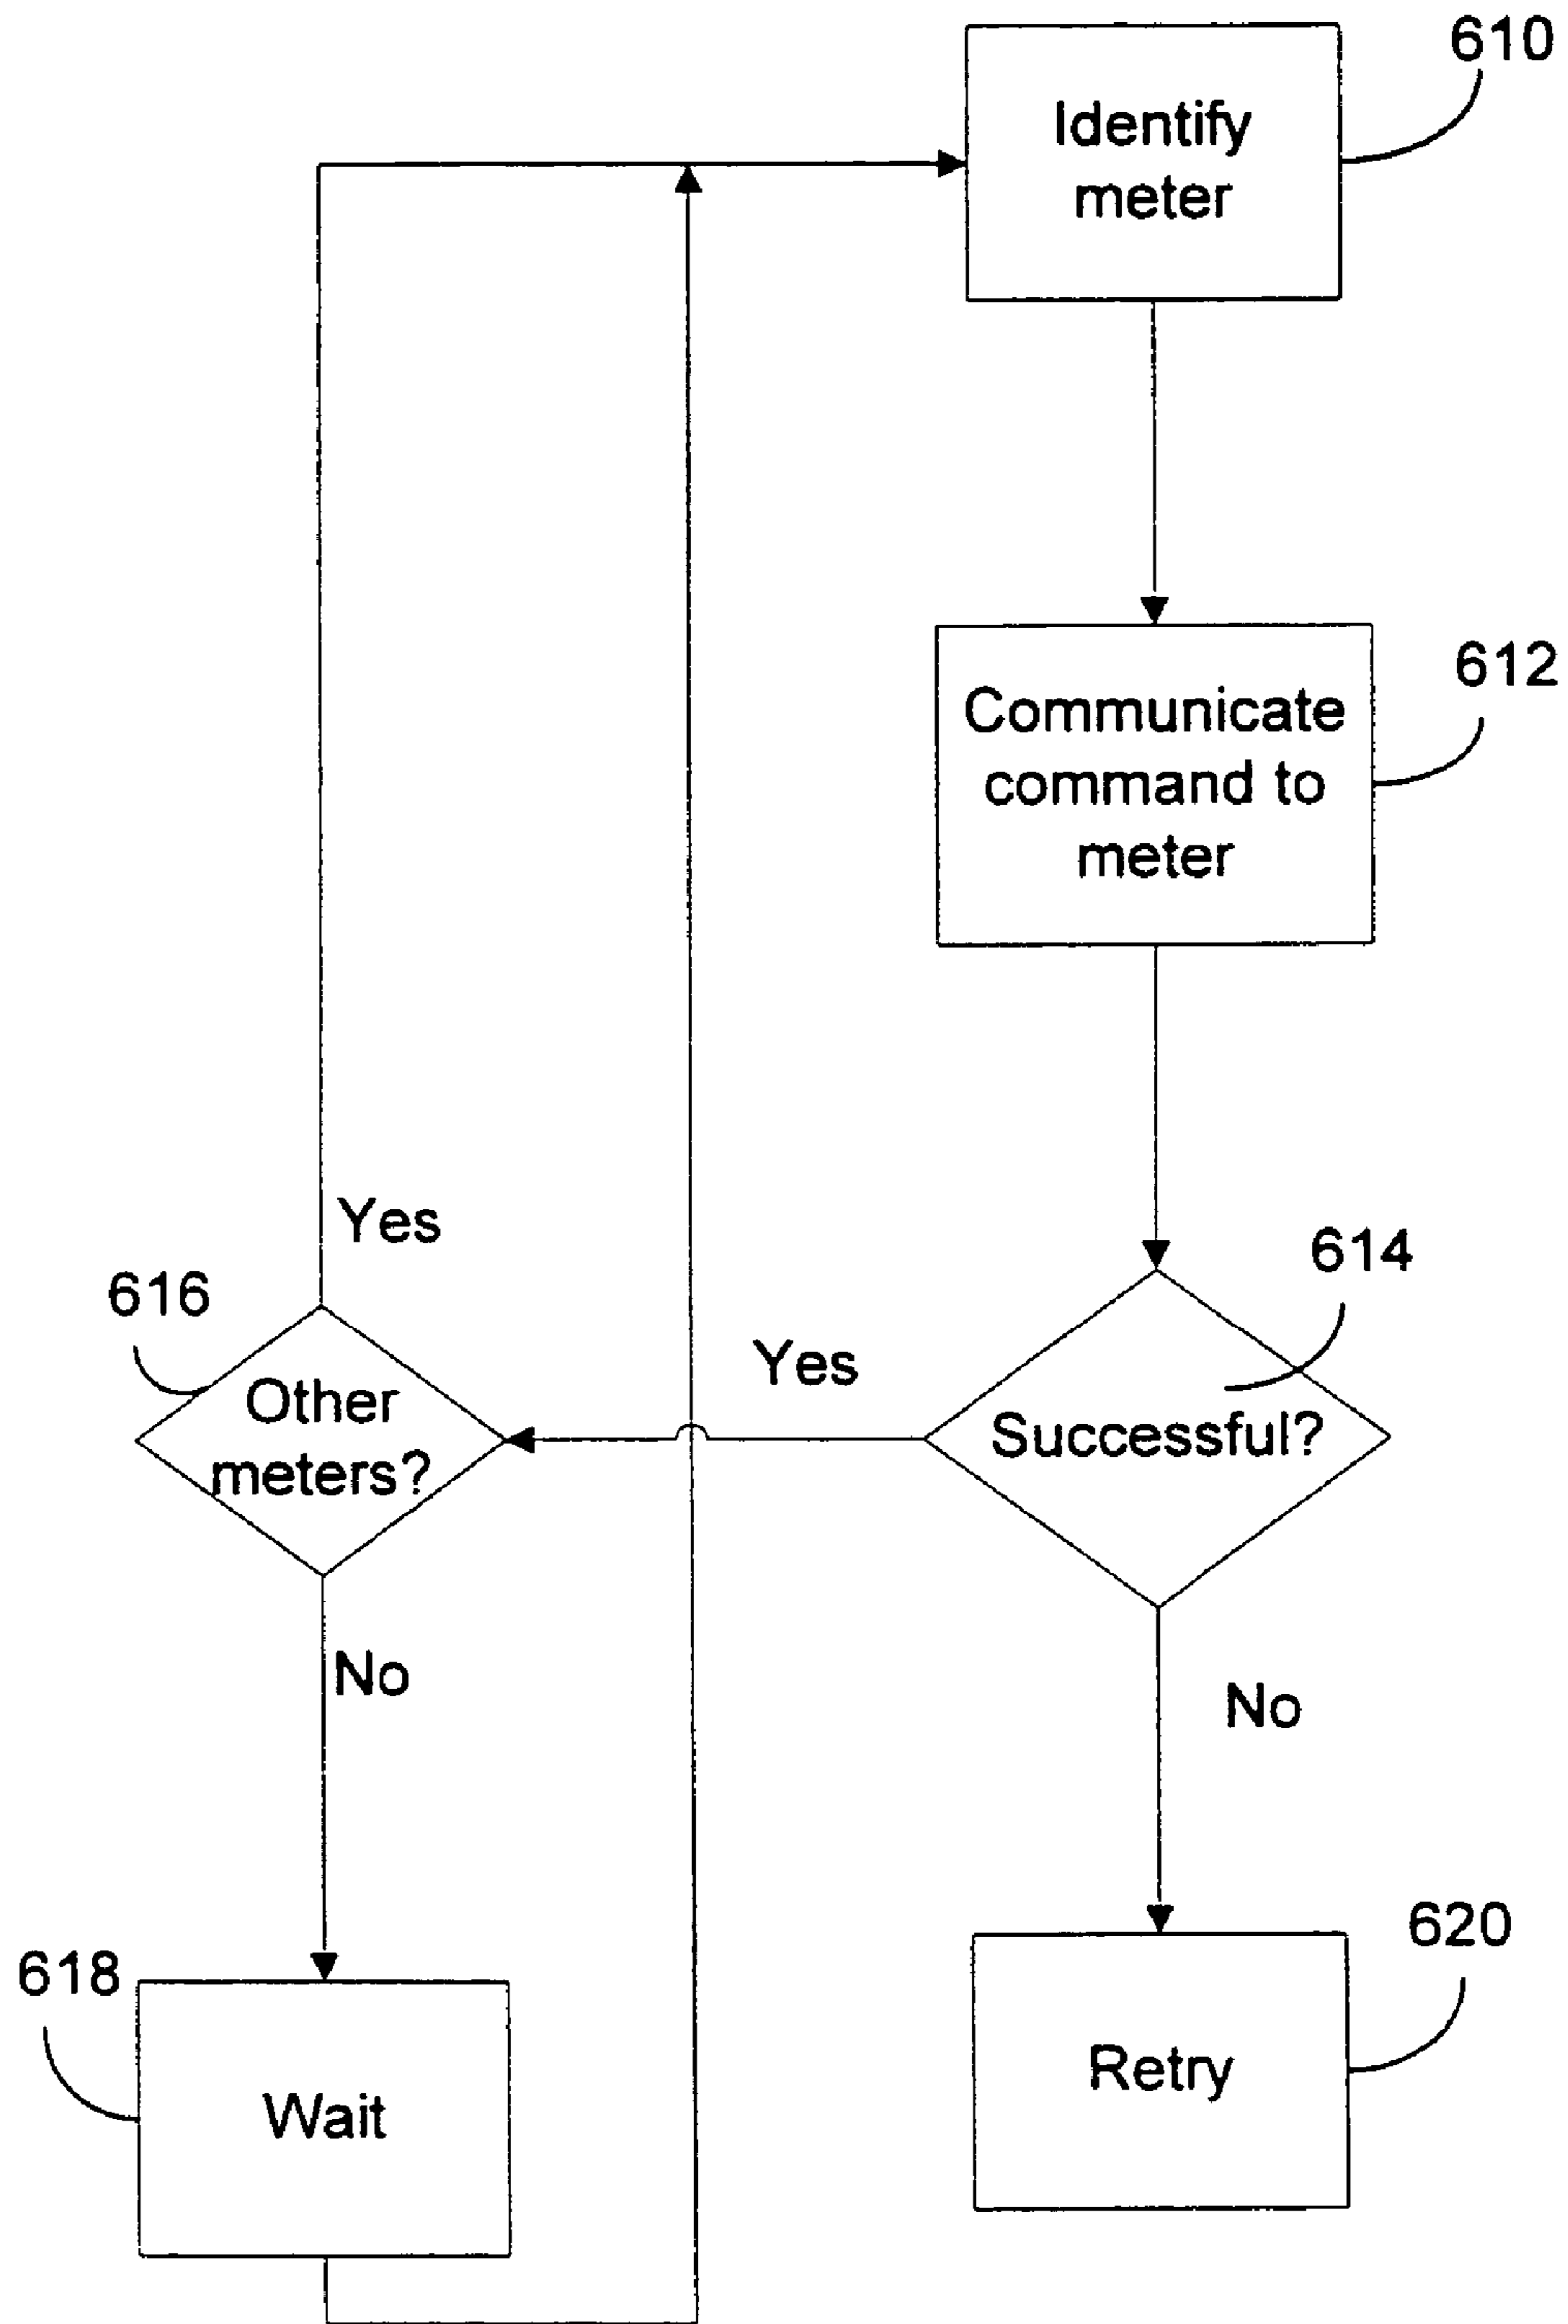 610
Identify
meter
612
Communicate
command to
meter
Yes
614
616
Yes
Other
meters?
Successful?
No
No
620
618
Retry
Wait